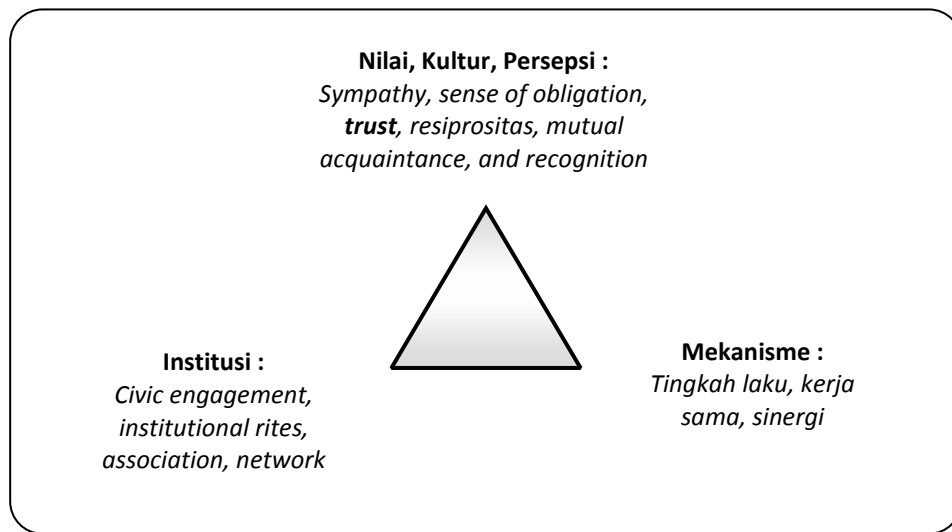 Nilai, Kultur, Persepsi :
Sympathy, sense of obligation,
trust, resiprositas, mutual
acquaintance, and recognition
Institusi :
Civic engagement,
institutional rites,
association, network
Mekanisme :
Tingkah laku, kerja
sama, sinergi